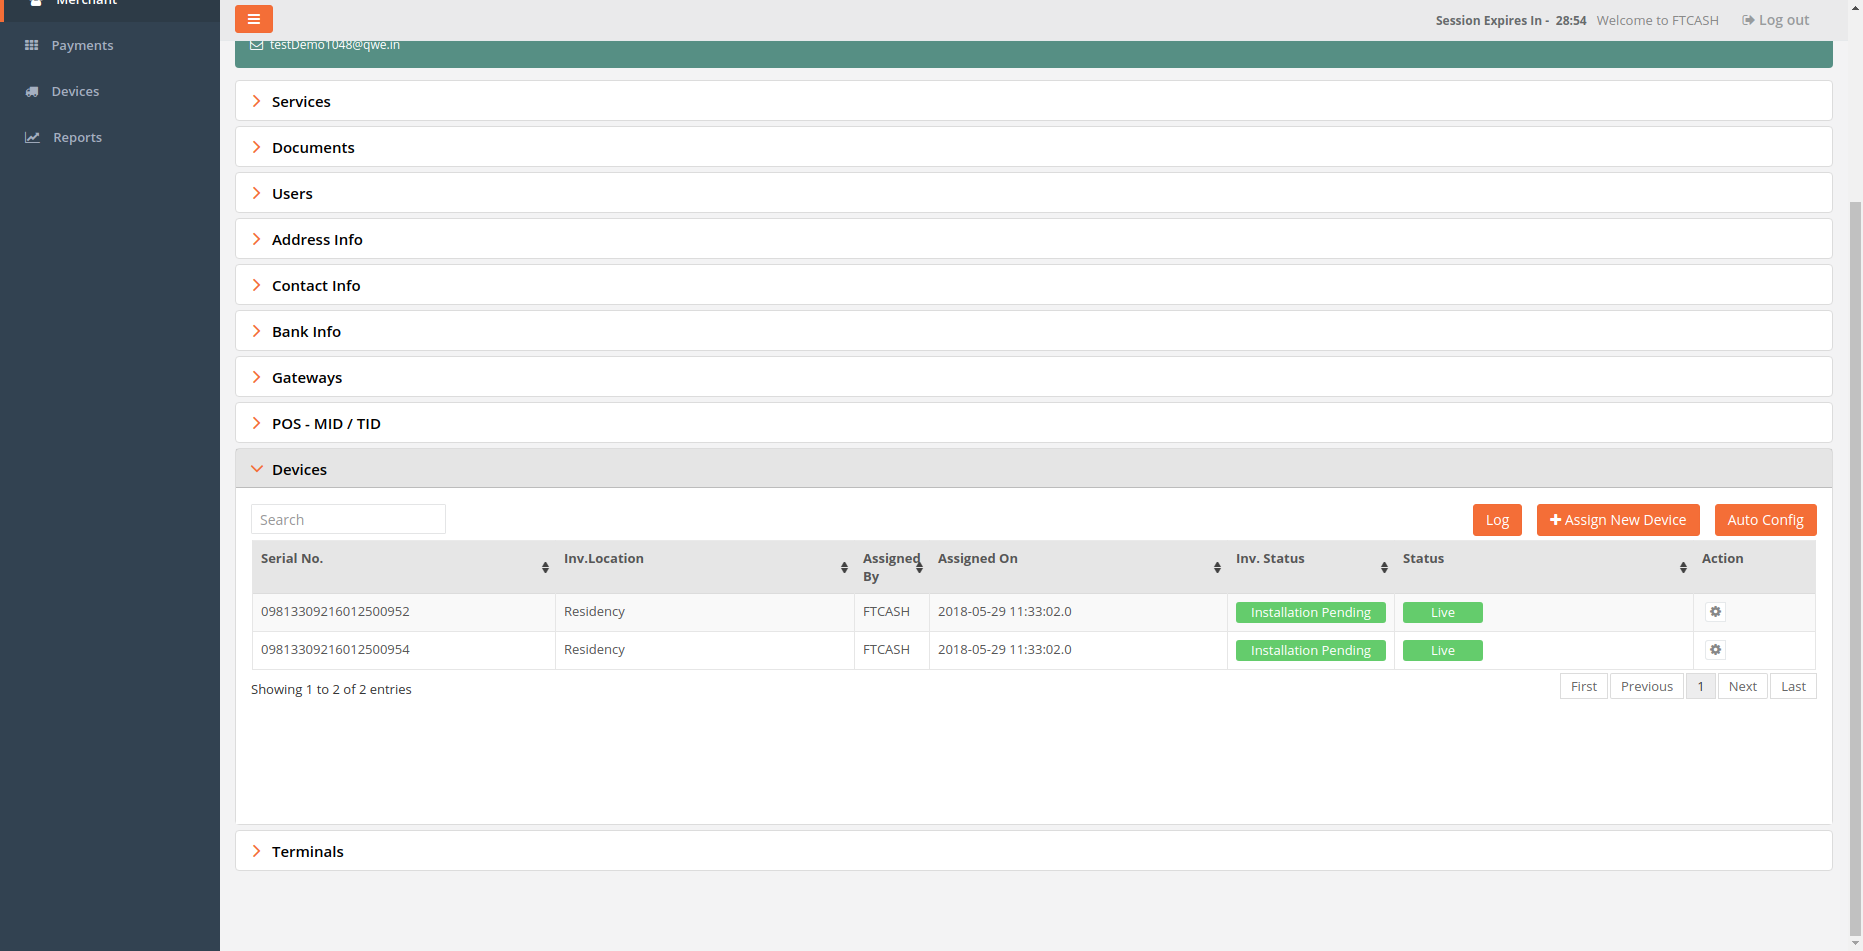 Merchant
Payments
Devices
Reports
Session Expires In - 28:54 Welcome to FTCASH Log out
testDemo1048@qwe.in
Services
Documents
Users
Address Info
Contact Info
Bank Info
Gateways
POS - MID / TID
Devices
Search Log Assign New Device Auto Config
Serial No. Inv.Location Assigned By Assigned On Inv. Status Status Action
09813309216012500952 Residency FTCASH 2018-05-29 11:33:02.0 Installation Pending Live
09813309216012500954 Residency FTCASH 2018-05-29 11:33:02.0 Installation Pending Live
Showing 1 to 2 of 2 entries First Previous 1 Next Last
Terminals